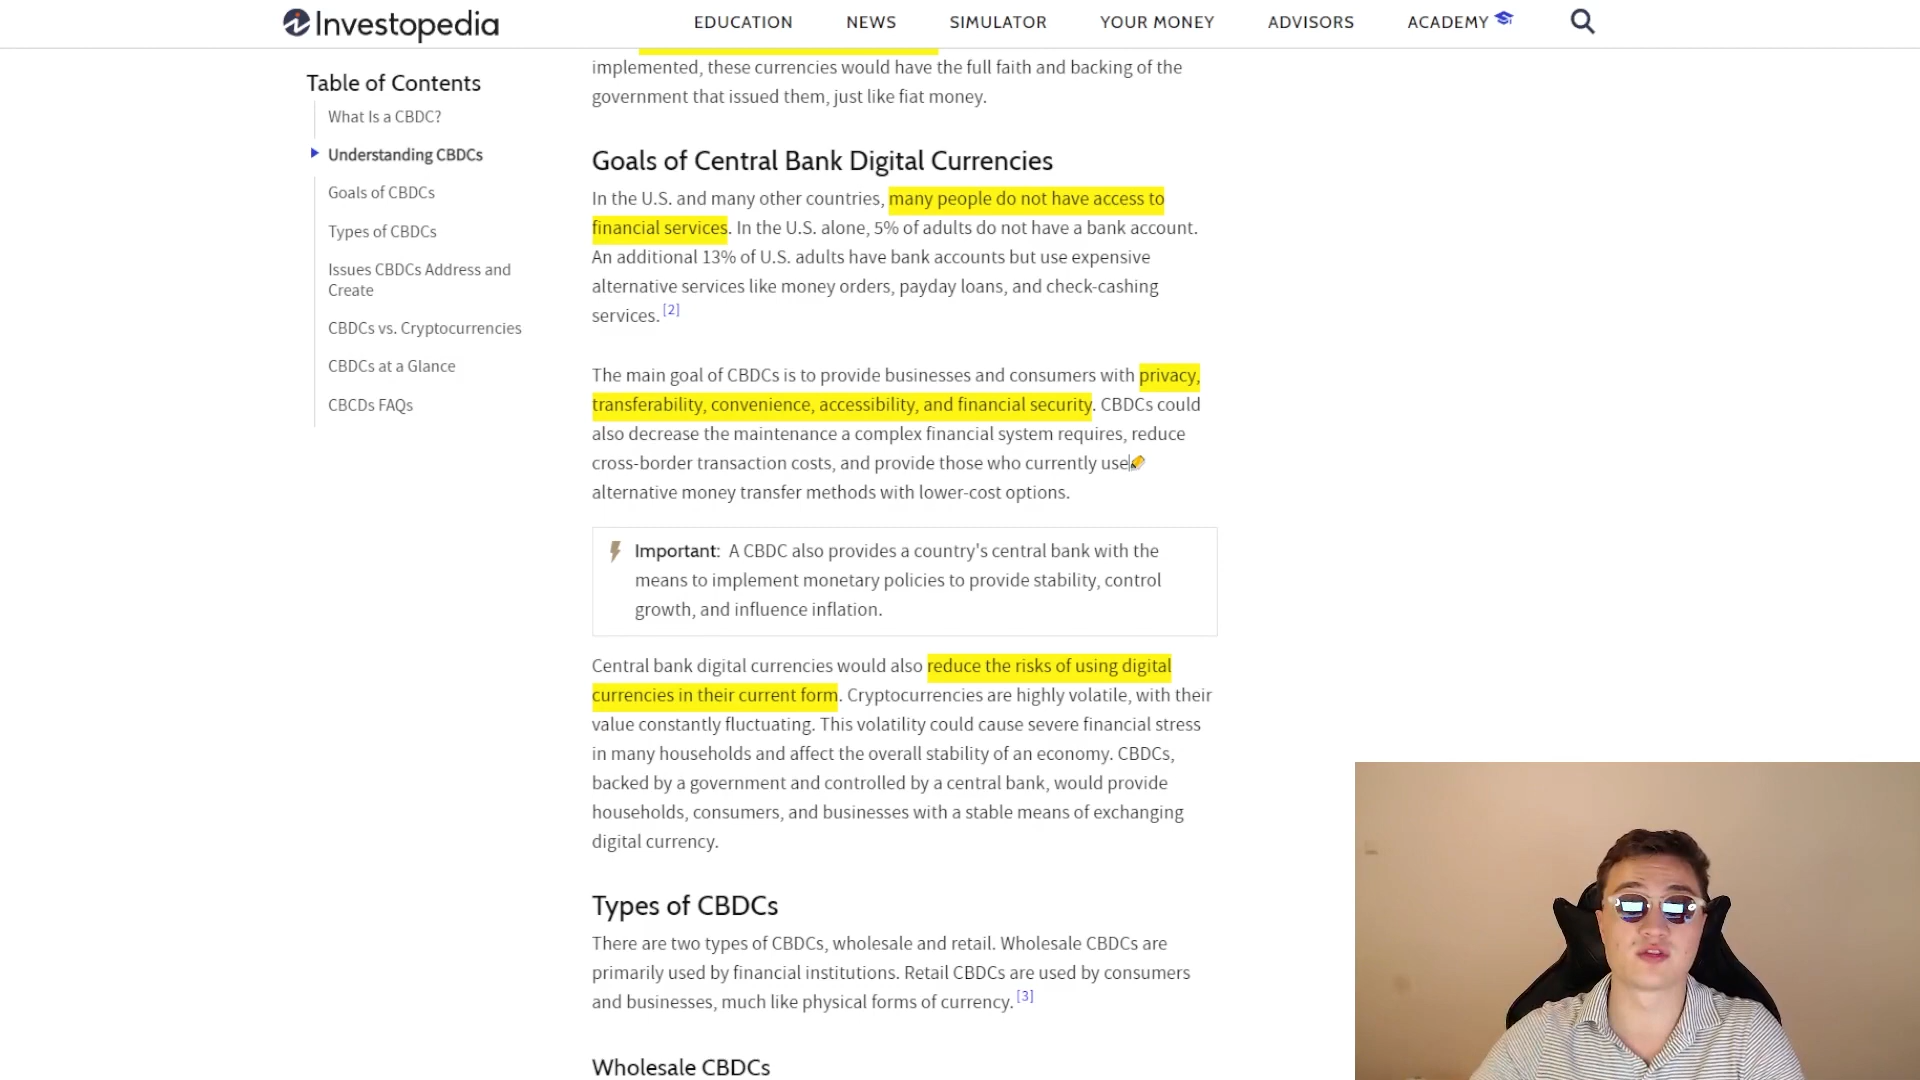 Investopedia
EDUCATION NEWS SIMULATOR YOUR MONEY ADVISORS ACADEMY
Table of Contents
What Is a CBDC?
Understanding CBDCs
Goals of CBDCs
Types of CBDCs
Issues CBDCs Address and
Create
CBDCs vs. Cryptocurrencies
CBDCs at a Glance
CBCDs FAQs
implemented, these currencies would have the full faith and backing of the
government that issued them, just like fiat money.
Goals of Central Bank Digital Currencies
In the U.S. and many other countries, many people do not have access to
financial services. In the U.S. alone, 5% of adults do not have a bank account.
An additional 13% of U.S. adults have bank accounts but use expensive
alternative services like money orders, payday loans, and check-cashing
services. [2]
The main goal of CBDCs is to provide businesses and consumers with privacy,
transferability, convenience, accessibility, and financial security. CBDCs could
also decrease the maintenance a complex financial system requires, reduce
cross-border transaction costs, and provide those who currently use
alternative money transfer methods with lower-cost options.
Important: A CBDC also provides a country's central bank with the
means to implement monetary policies to provide stability, control
growth, and influence inflation.
Central bank digital currencies would also reduce the risks of using digital
currencies in their current form. Cryptocurrencies are highly volatile, with their
value constantly fluctuating. This volatility could cause severe financial stress
in many households and affect the overall stability of an economy. CBDCs,
backed by a government and controlled by a central bank, would provide
households, consumers, and businesses with a stable means of exchanging
digital currency.
Types of CBDCs
There are two types of CBDCs, wholesale and retail. Wholesale CBDCs are
primarily used by financial institutions. Retail CBDCs are used by consumers
and businesses, much like physical forms of currency. [3]
Wholesale CBDCs